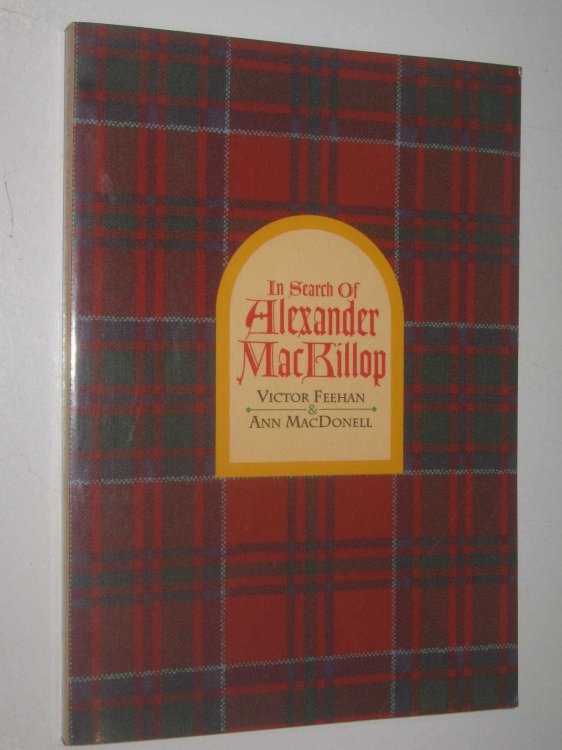 In Search Of
Alexander
MacKillop
VICTOR FEEHAN
&
ANN MACDONELL